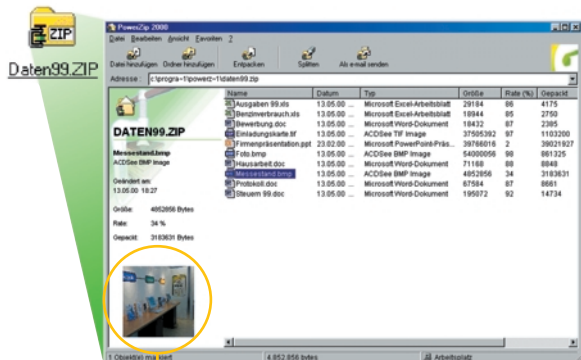 ZIP
Daten99.ZIP
PowerZip 2000
Datei Bearbeiten Ansicht Favoriten ?
Datei hinzufügen Ordner hinzufügen Entpacken Splitten Als e-mail senden
Adresse : c:\progra~1\powerz~1\daten99.zip
Name Datum Typ Größe Rate (%) Gepackt
Ausgaben 99.xls 13.05.00 ... Microsoft Excel-Arbeitsblatt 29184 86 4175
Benzinverbrauch.xls 13.05.00 ... Microsoft Excel-Arbeitsblatt 18944 85 2750
Bewerbung.doc 13.05.00 ... Microsoft Word-Dokument 18432 87 2385
Einladungskarte.tif 13.05.00 ... ACDSee TIF Image 37505392 97 1103200
Firmenpräsentation.ppt 23.02.00 ... Microsoft PowerPoint-Präs... 39766016 2 39021927
Foto.bmp 13.05.00 ... ACDSee BMP Image 54000056 98 861325
Hausarbeit.doc 13.05.00 ... Microsoft Word-Dokument 71168 88 8848
Messestand.bmp 13.05.00 ... ACDSee BMP Image 4852856 34 3183631
Protokoll.doc 13.05.00 ... Microsoft Word-Dokument 67584 87 8661
Steuern 99.doc 13.05.00 ... Microsoft Word-Dokument 195072 92 14734
DATEN99.ZIP
Messestand.bmp
ACDSee BMP Image
Geändert am:
13.05.00 18:27
Größe: 4852856 Bytes
Rate: 34 %
Gepackt: 3183631 Bytes
1 Objekt(e) markiert 4.852.856 bytes Arbeitsplatz